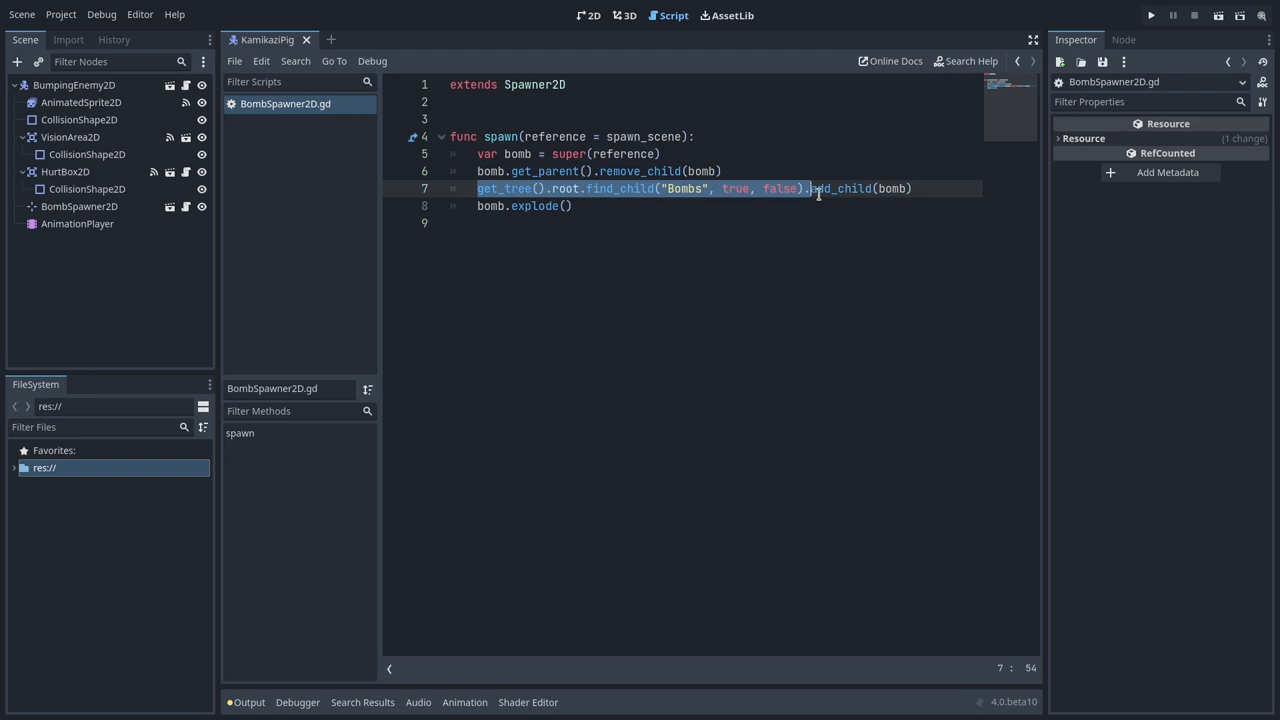 Scene Project Debug Editor Help
2D 3D Script AssetLib
Scene Import History
Filter Nodes
BumpingEnemy2D
AnimatedSprite2D
CollisionShape2D
VisionArea2D
CollisionShape2D
HurtBox2D
CollisionShape2D
BombSpawner2D
AnimationPlayer
FileSystem
res://
Filter Files
Favorites:
res://
KamikaziPig
File Edit Search Go To Debug
Online Docs Search Help
Filter Scripts
BombSpawner2D.gd
BombSpawner2D.gd
Filter Methods
spawn
1 extends Spawner2D
2
3
4 func spawn(reference = spawn_scene):
5 var bomb = super(reference)
6 bomb.get_parent().remove_child(bomb)
7 get_tree().root.find_child("Bombs", true, false).add_child(bomb)
8 bomb.explode()
9
7 : 54
Output Debugger Search Results Audio Animation Shader Editor
4.0.beta10
Inspector Node
BombSpawner2D.gd
Filter Properties
Resource
Resource (1 change)
RefCounted
Add Metadata